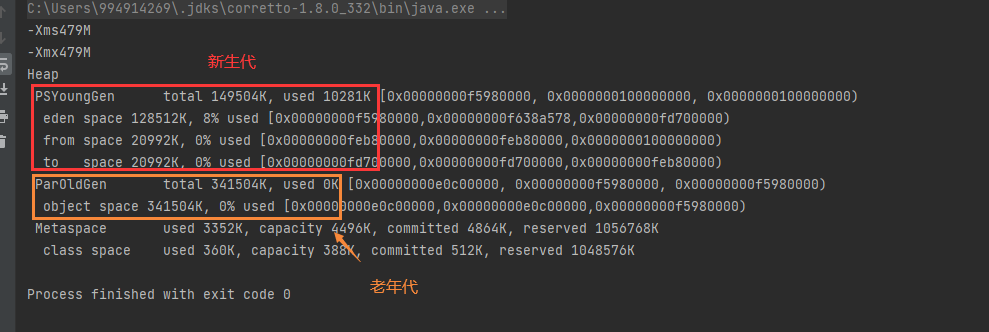 C:\Users\994914269\.jdks\corretto-1.8.0_332\bin\java.exe ...
-Xms479M
-Xmx479M
Heap
新生代
PSYoungGen      total 149504K, used 10281K [0x00000000f5980000, 0x0000000100000000, 0x0000000100000000)
eden space 128512K, 8% used [0x00000000f5980000,0x00000000f638a578,0x00000000fd700000)
from space 20992K, 0% used [0x00000000feb80000,0x00000000feb80000,0x0000000100000000)
to   space 20992K, 0% used [0x00000000fd700000,0x00000000fd700000,0x00000000feb80000)
ParOldGen       total 341504K, used 0K [0x00000000e0c00000, 0x00000000f5980000, 0x00000000f5980000)
object space 341504K, 0% used [0x00000000e0c00000,0x00000000e0c00000,0x00000000f5980000)
Metaspace       used 3352K, capacity 4496K, committed 4864K, reserved 1056768K
class space    used 360K, capacity 388K, committed 512K, reserved 1048576K
老年代
Process finished with exit code 0